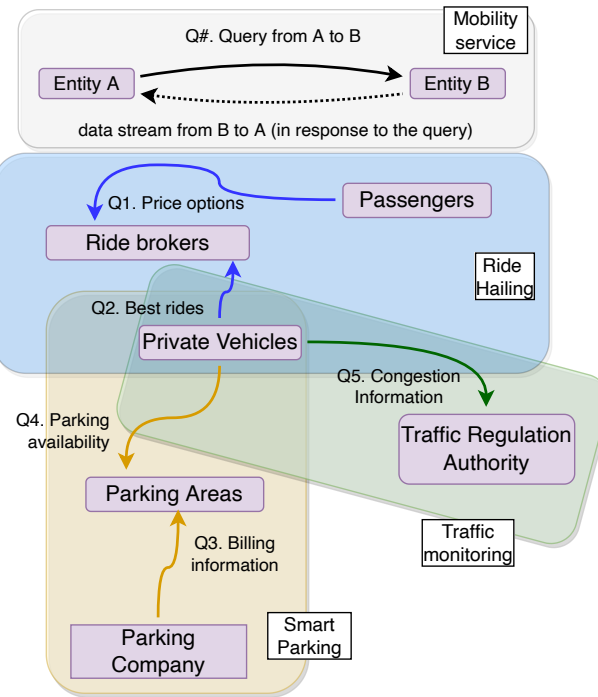 Mobility
service
Q#. Query from A to B
Entity A
Entity B
data stream from B to A (in response to the query)
Passengers
Q1. Price options
Ride brokers
Ride
Hailing
Q2. Best rides
Private Vehicles
Q5. Congestion
Information
Q4. Parking
availability
Traffic Regulation
Authority
Parking Areas
Q3. Billing
information
Traffic
monitoring
Smart
Parking
Parking
Company